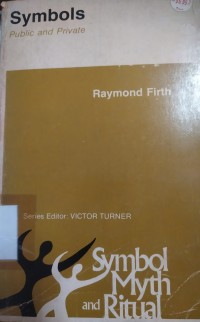 Symbols
Public and Private
Raymond Firth
Series Editor: VICTOR TURNER
Symbol
Myth
and Ritual